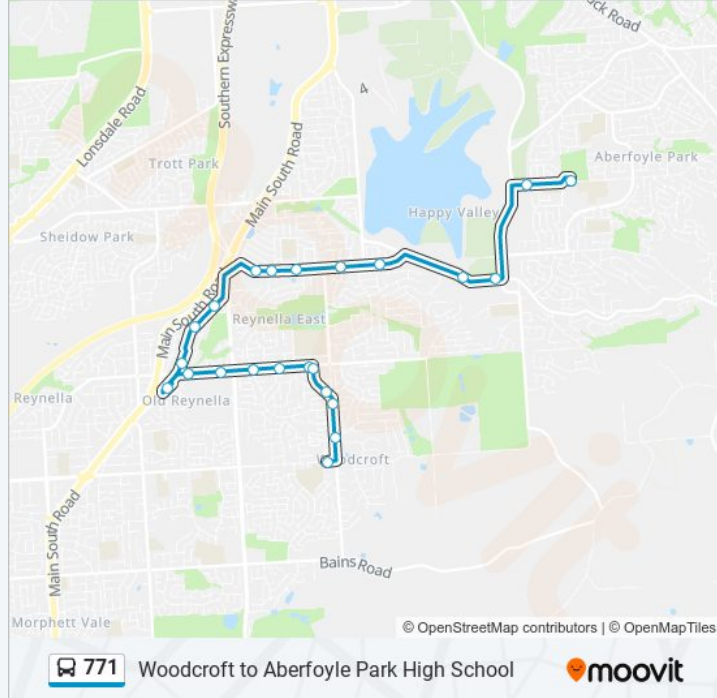 uck Road
Southern Expressw
Lonsdale Road
4
Trott Park
Main South Road
Aberfoyle Park
Happy Valley
Sheidow Park
Main South Road
Reynella East
Reynella
Old Reynella
Woodcroft
Main South Road
Bains Road
Morphett Vale
© OpenStreetMap contributors | © OpenMapTiles
771 Woodcroft to Aberfoyle Park High School
moovit